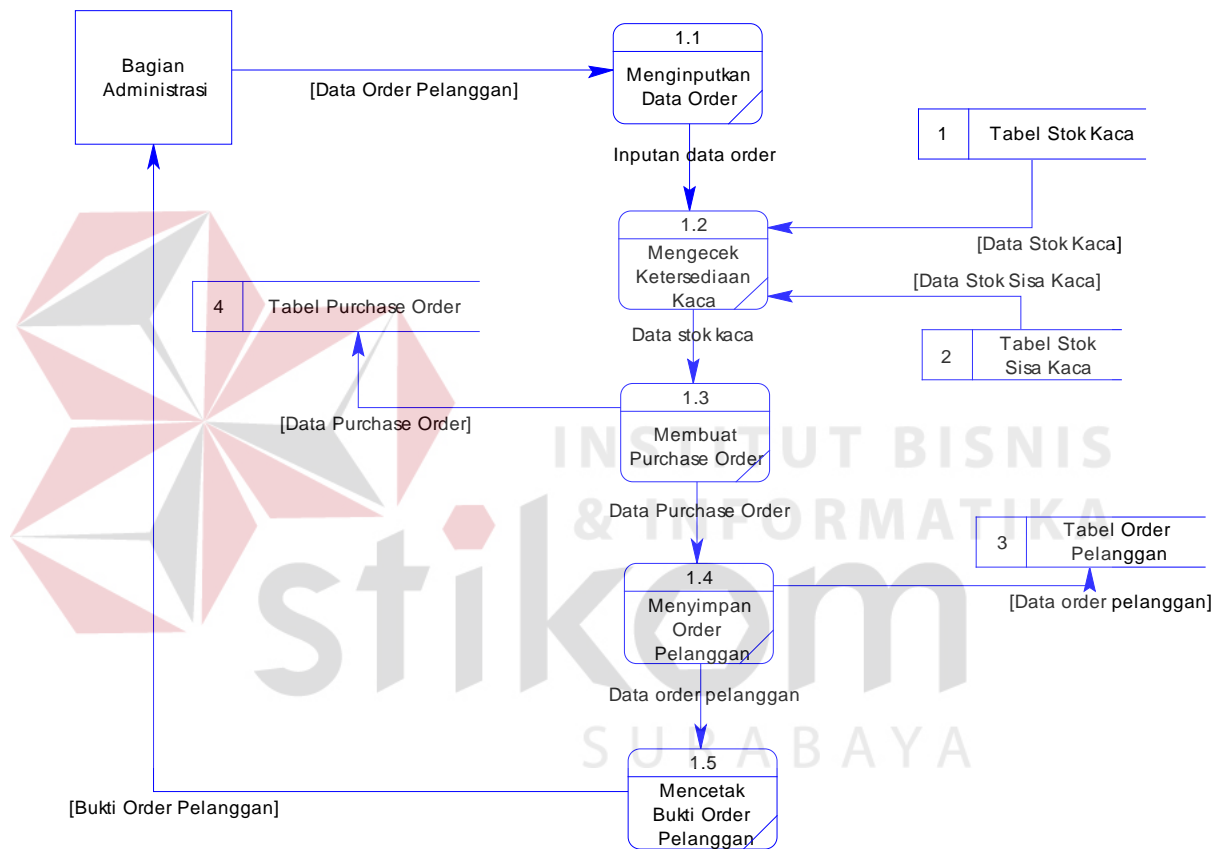 Bagian
Administrasi
[Data Order Pelanggan]
1.1
Menginputkan
Data Order
Inputan data order
1
Tabel Stok Kaca
[Data Stok Kaca]
1.2
Mengecek
Ketersediaan
Kaca
[Data Stok Sisa Kaca]
2
Tabel Stok
Sisa Kaca
4
Tabel Purchase Order
Data stok kaca
1.3
Membuat
Purchase Order
[Data Purchase Order]
INSTITUT BISNIS
& INFORMATIKA
Data Purchase Order
3
Tabel Order
Pelanggan
[Data order pelanggan]
1.4
Menyimpan
Order
Pelanggan
stikom
Data order pelanggan
SURABAYA
1.5
Mencetak
Bukti Order
Pelanggan
[Bukti Order Pelanggan]